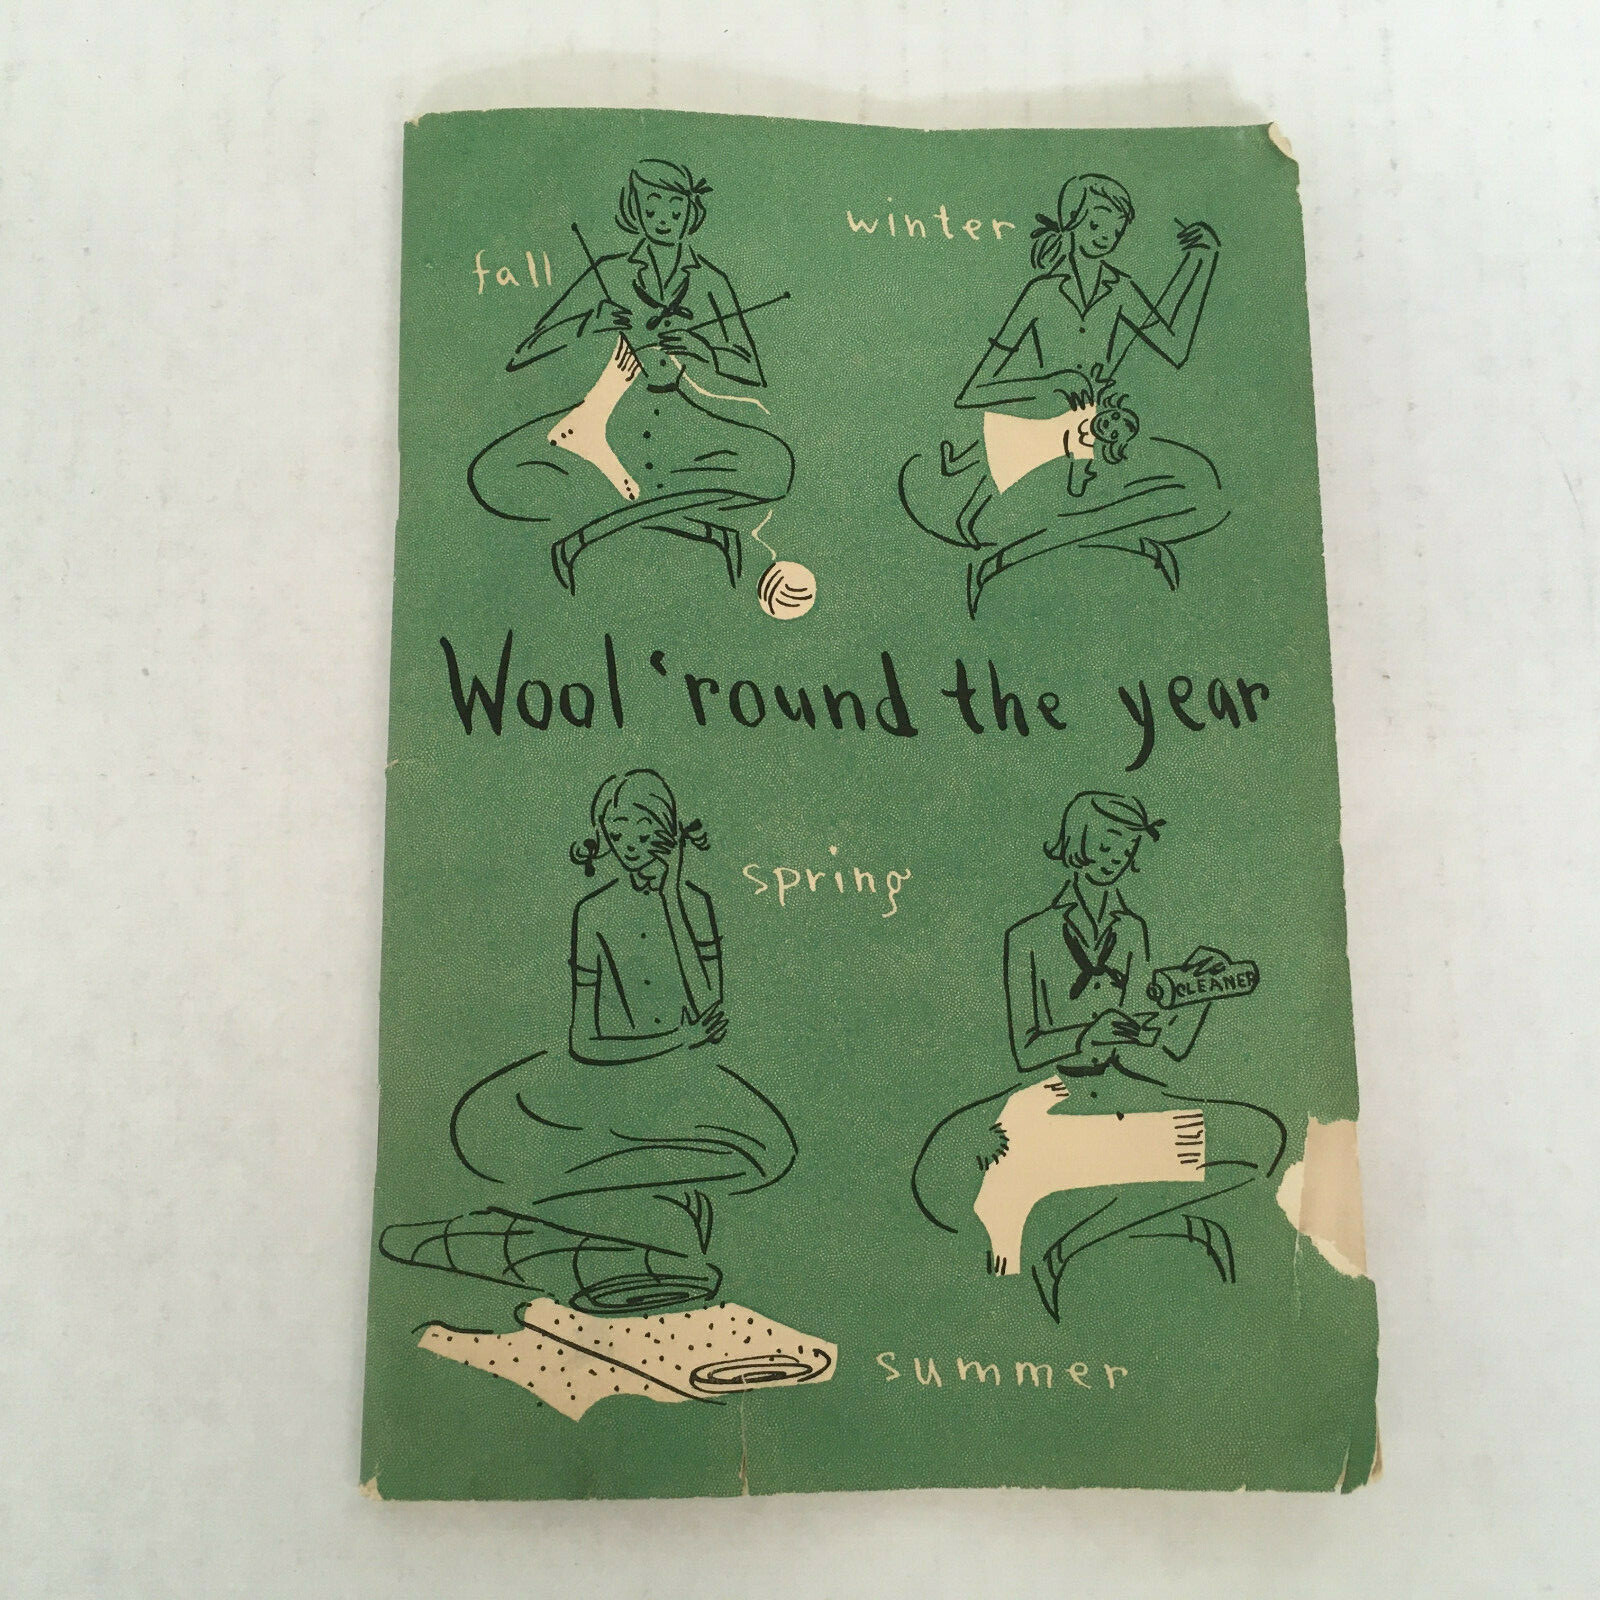 fall
winter
Wool 'round the year
spring
CLEANER
summer